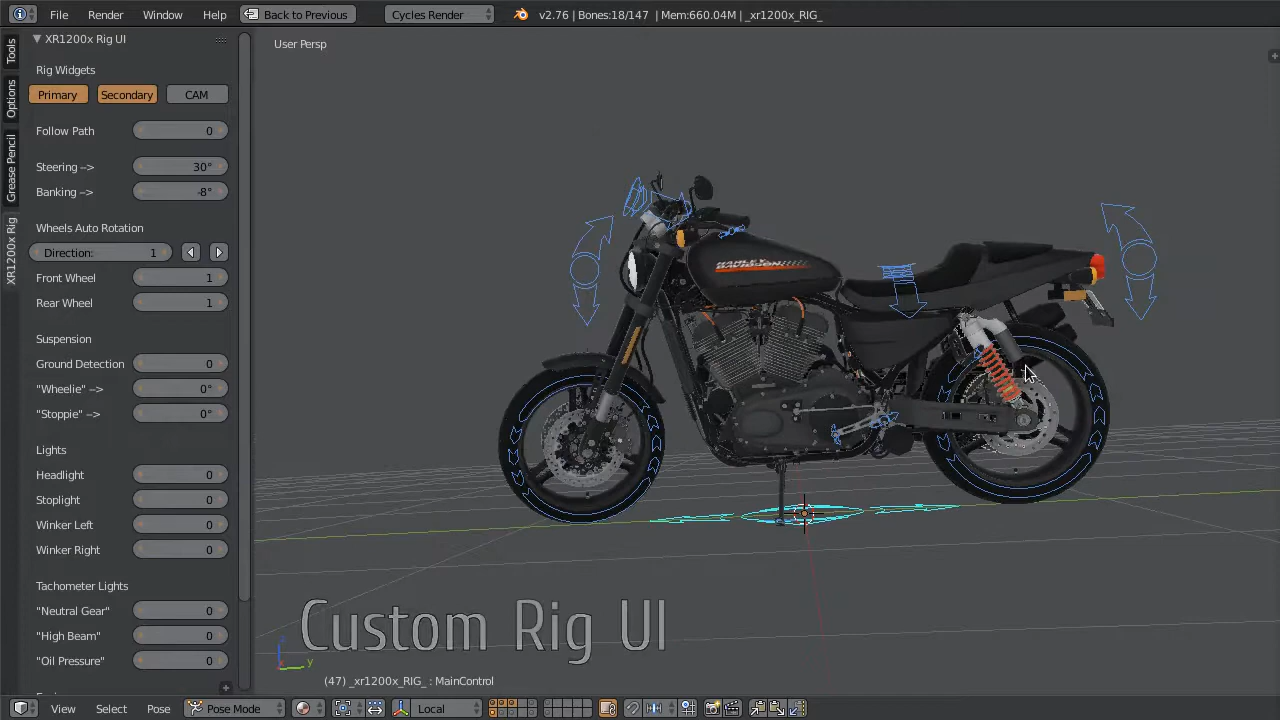 File Render Window Help Back to Previous Cycles Render v2.76 | Bones:18/147 | Mem:660.04M | _xr1200x_RIG_
XR1200x Rig UI
User Persp
Tools
Options
Grease Pencil
XR1200x Rig
Rig Widgets
Primary Secondary CAM
Follow Path 0
Steering --> 30°
Banking --> -8°
Wheels Auto Rotation
Direction: 1
Front Wheel 1
Rear Wheel 1
Suspension
Ground Detection 0
"Wheelie" --> 0°
"Stoppie" --> 0°
Lights
Headlight 0
Stoplight 0
Winker Left 0
Winker Right 0
Tachometer Lights
"Neutral Gear" 0
"High Beam" 0
"Oil Pressure" 0
HARLEY
DAVIDSON
Custom Rig UI
y
(47) _xr1200x_RIG_ : MainControl
View Select Pose Pose Mode Local